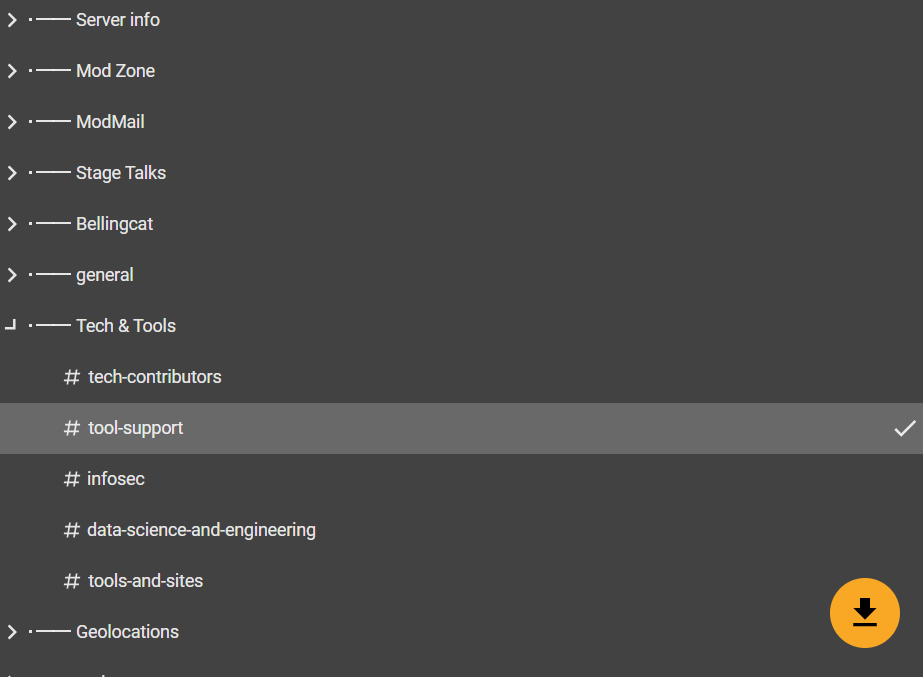 Server info
Mod Zone
ModMail
Stage Talks
Bellingcat
general
Tech & Tools
# tech-contributors
# tool-support
# infosec
# data-science-and-engineering
# tools-and-sites
Geolocations